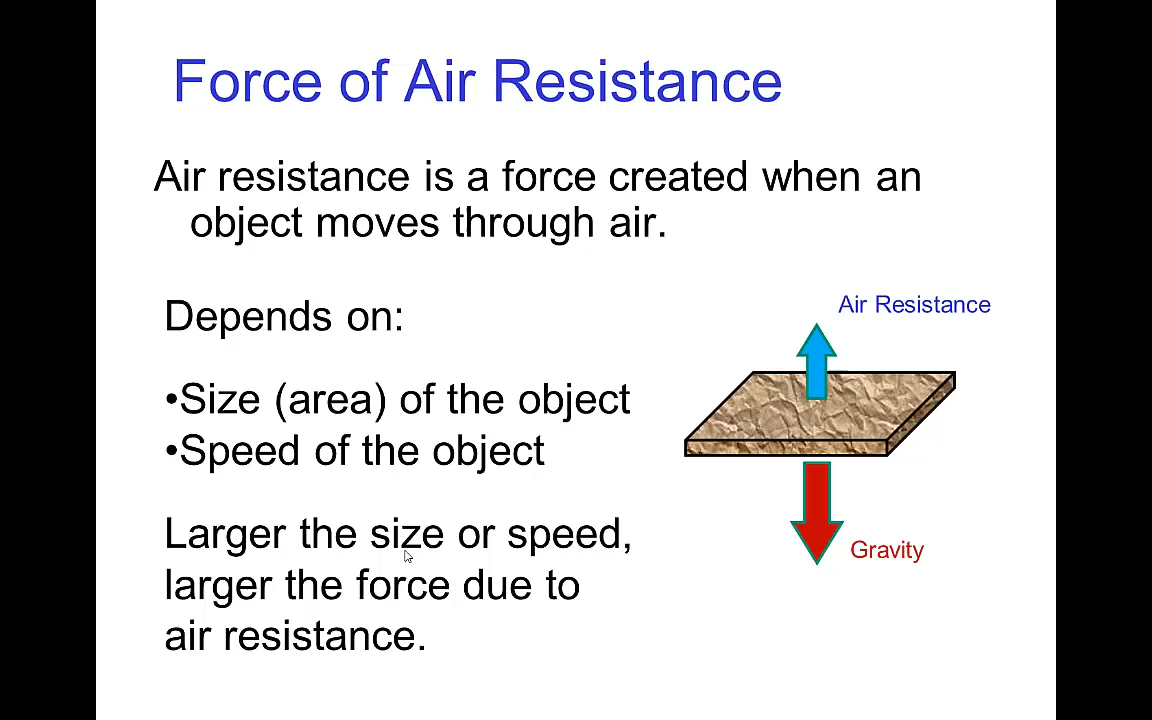 Force of Air Resistance
Air resistance is a force created when an
object moves through air.
Depends on:
•Size (area) of the object
•Speed of the object
Larger the size or speed,
larger the force due to
air resistance.
Air Resistance
Gravity